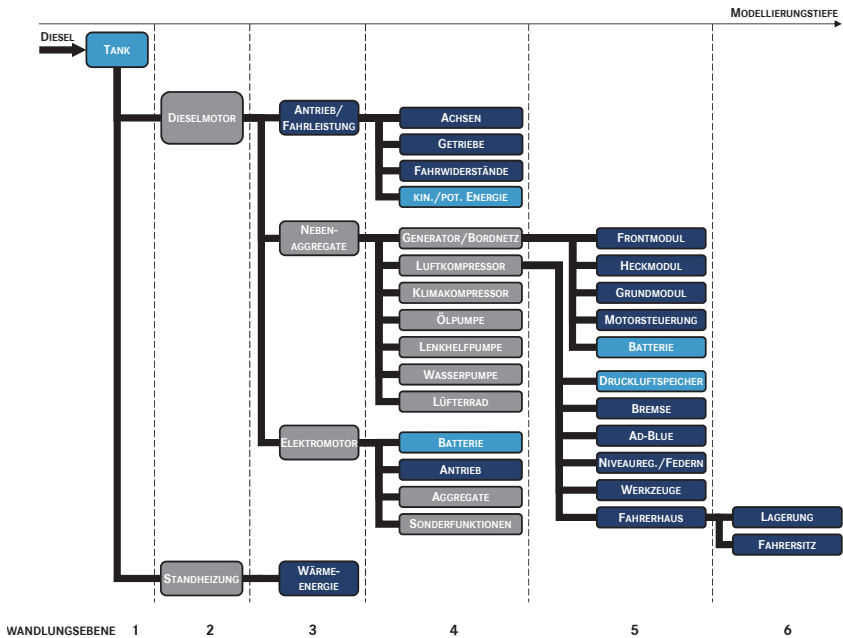 MODELLIERUNGSTIEFE
DIESEL
TANK
DIESELMOTOR
ANTRIEB/
FAHRLEISTUNG
ACHSEN
GETRIEBE
FAHRWIDERSTÄNDE
KIN./POT. ENERGIE
NEBEN-
AGGREGATE
GENERATOR/BORDNETZ
LUFTKOMPRESSOR
KLIMAKOMPRESSOR
ÖLPUMPE
LENKHELFPUMPE
WASSERPUMPE
LÜFTERRAD
FRONTMODUL
HECKMODUL
GRUNDMODUL
MOTORSTEUERUNG
BATTERIE
DRUCKLUFTSPEICHER
BREMSE
AD-BLUE
NIVEAUREG./FEDERN
WERKZEUGE
FAHRERHAUS
LAGERUNG
FAHRERSITZ
ELEKTROMOTOR
BATTERIE
ANTRIEB
AGGREGATE
SONDERFUNKTIONEN
STANDHEIZUNG
WÄRME-
ENERGIE
WANDLUNGSEBENE 1 2 3 4 5 6